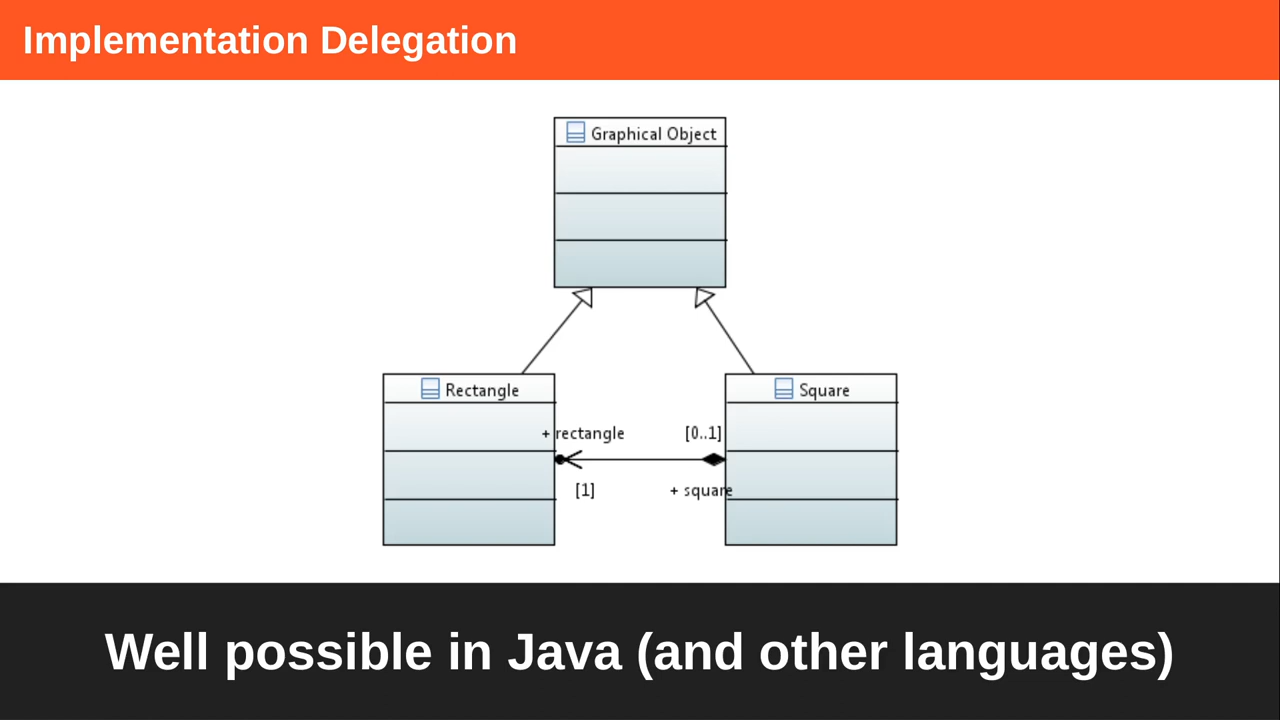 Implementation Delegation
Graphical Object
Rectangle
Square
+ rectangle
[0..1]
[1]
+ square
Well possible in Java (and other languages)